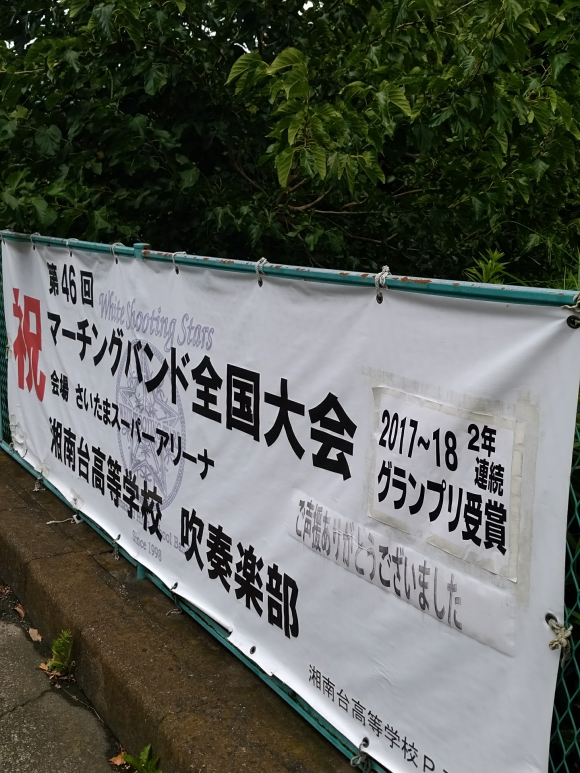 祝
第46回
White Shooting Stars
マーチングバンド全国大会
会場 さいたまスーパーアリーナ
湘南台高等学校 吹奏楽部
Since 1998
2017~18 2年連続
グランプリ受賞
ご声援ありがとうございました
湘南台高等学校P